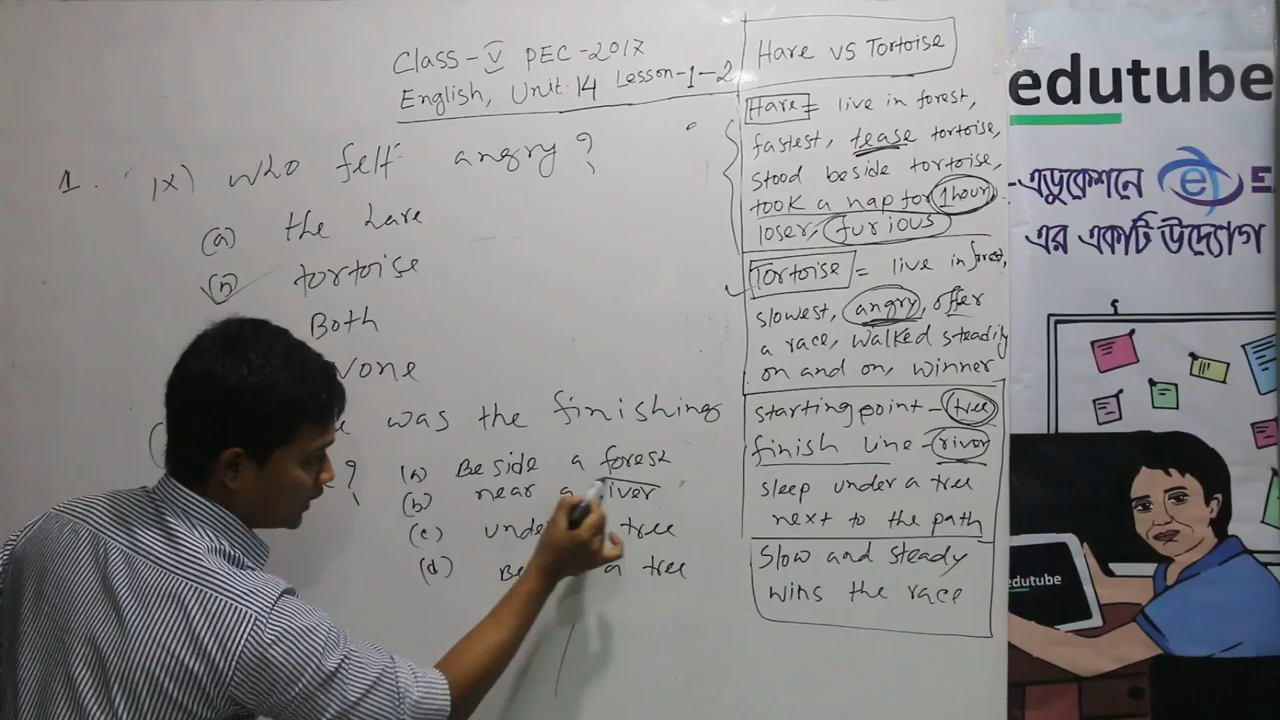 Class-V PEC-2017
English, Unit-14 Lesson-1-2
1. ix) Who felt angry?
(a) the hare
(b) tortoise
Both
None
was the finishing
? (a) Beside a forest
(b) near a river
(c) under tree
(d) a tree
Hare vs Tortoise
Hare = live in forest,
fastest, tease tortoise,
stood beside tortoise,
took a nap for 1hour
loser, furious
Tortoise = live in forest,
slowest, angry, offer
a race, walked steadily
on and on, winner
starting point - tree
finish line - river
sleep under a tree
next to the path
Slow and steady
wins the race
edutube
-এডুকেশনে E
এর একটি উদ্যোগ
edutube